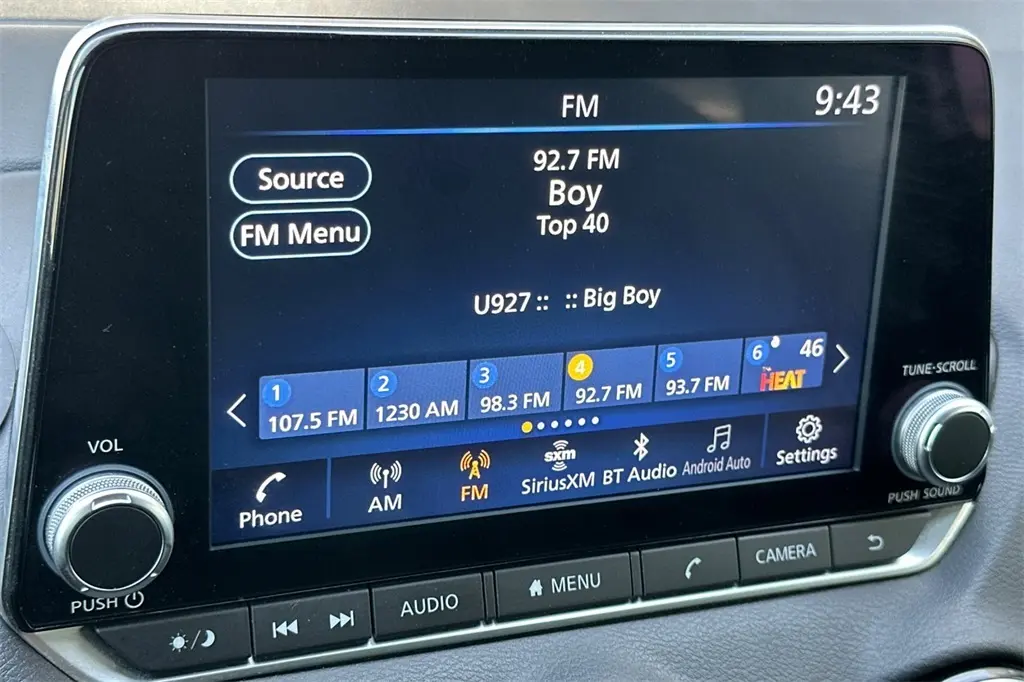 FM
9:43
Source
92.7 FM
Boy
FM Menu
Top 40
U927 :: :: Big Boy
1
107.5 FM
2
1230 AM
3
98.3 FM
4
92.7 FM
5
93.7 FM
6
46
The HEAT
Phone
AM
FM
sxm
SiriusXM
BT Audio
Android Auto
Settings
VOL
PUSH
TUNE·SCROLL
PUSH SOUND
AUDIO
MENU
CAMERA